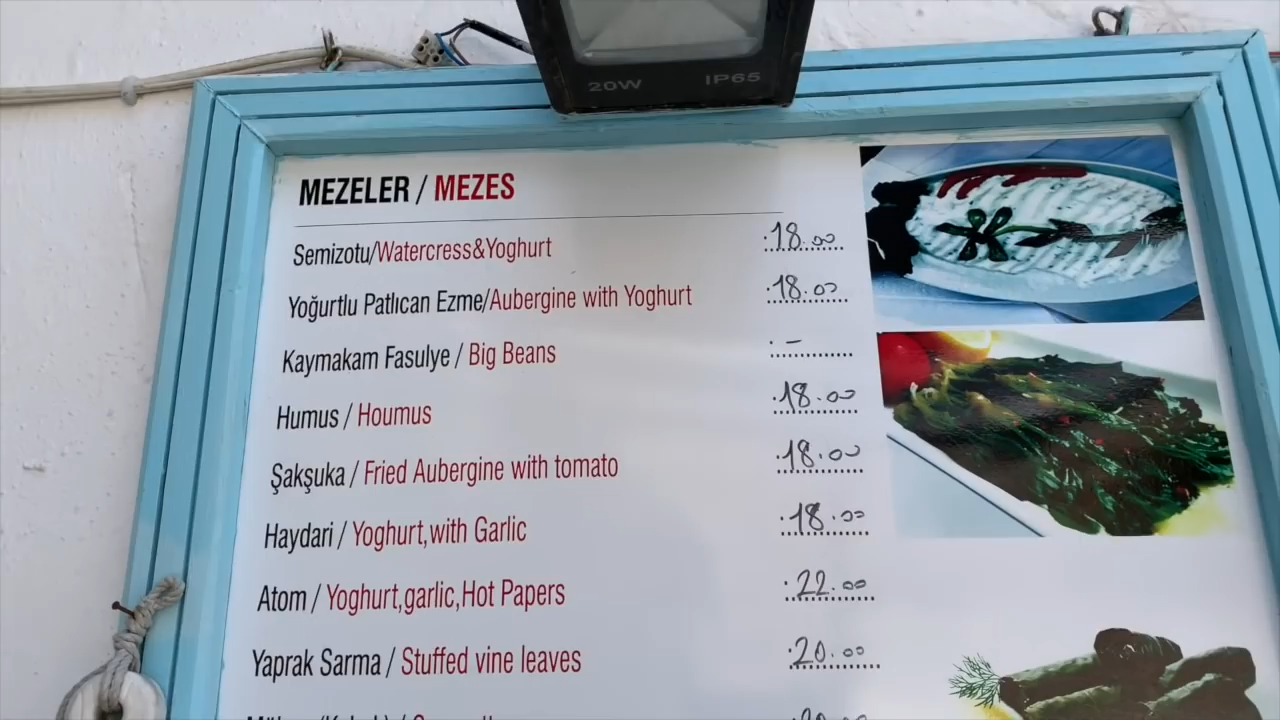 20W IP65
MEZELER / MEZES
Semizotu/Watercress&Yoghurt 18.00
Yoğurtlu Patlıcan Ezme/Aubergine with Yoghurt 18.00
Kaymakam Fasulye / Big Beans -
Humus / Houmus 18.00
Şakşuka / Fried Aubergine with tomato 18.00
Haydari / Yoghurt,with Garlic 18.00
Atom / Yoghurt,garlic,Hot Papers 22.00
Yaprak Sarma / Stuffed vine leaves 20.00